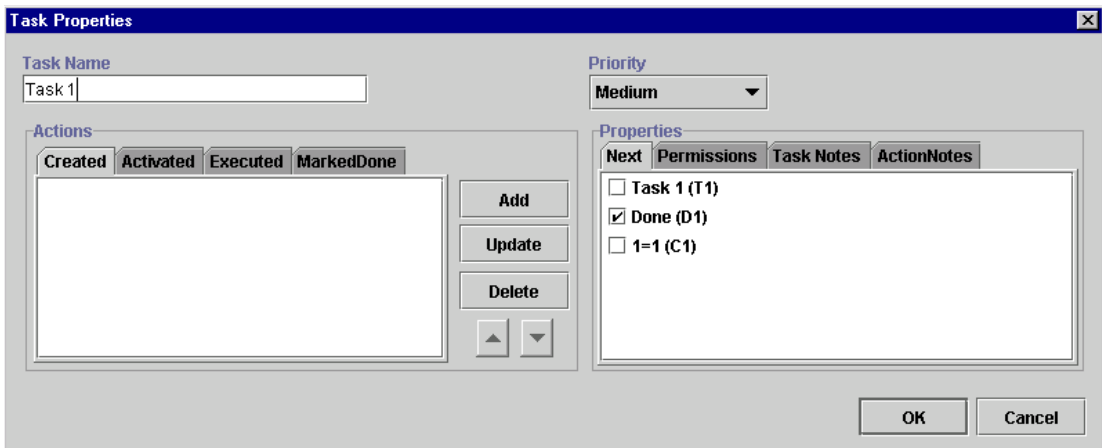 Task Properties
Task Name
Priority
Task 1
Medium
Actions
Properties
Created Activated Executed MarkedDone
Next Permissions Task Notes ActionNotes
Task 1 (T1)
Add
Done (D1)
Update
1=1 (C1)
Delete
OK
Cancel